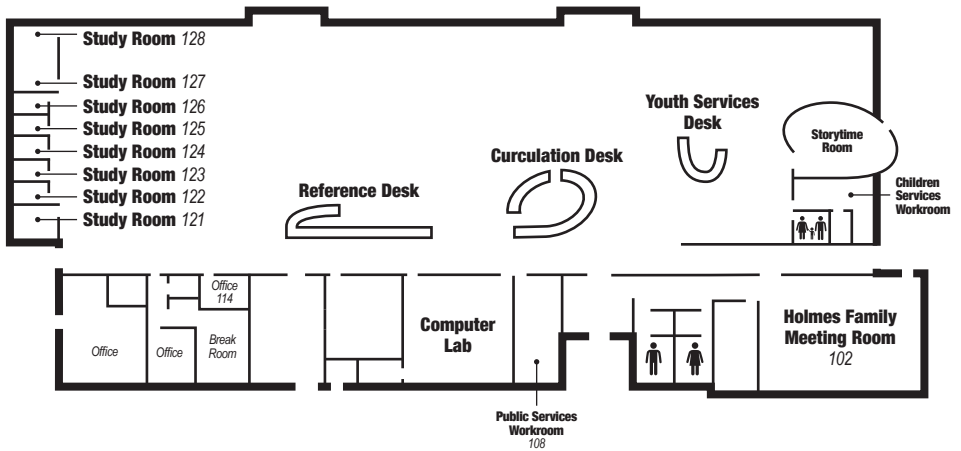 Study Room 128
Study Room 127
Study Room 126
Study Room 125
Study Room 124
Study Room 123
Study Room 122
Study Room 121
Reference Desk
Curculation Desk
Youth Services
Desk
Storytime
Room
Children
Services
Workroom
Office
Office
Office
114
Break
Room
Computer
Lab
Public Services
Workroom
108
Holmes Family
Meeting Room
102